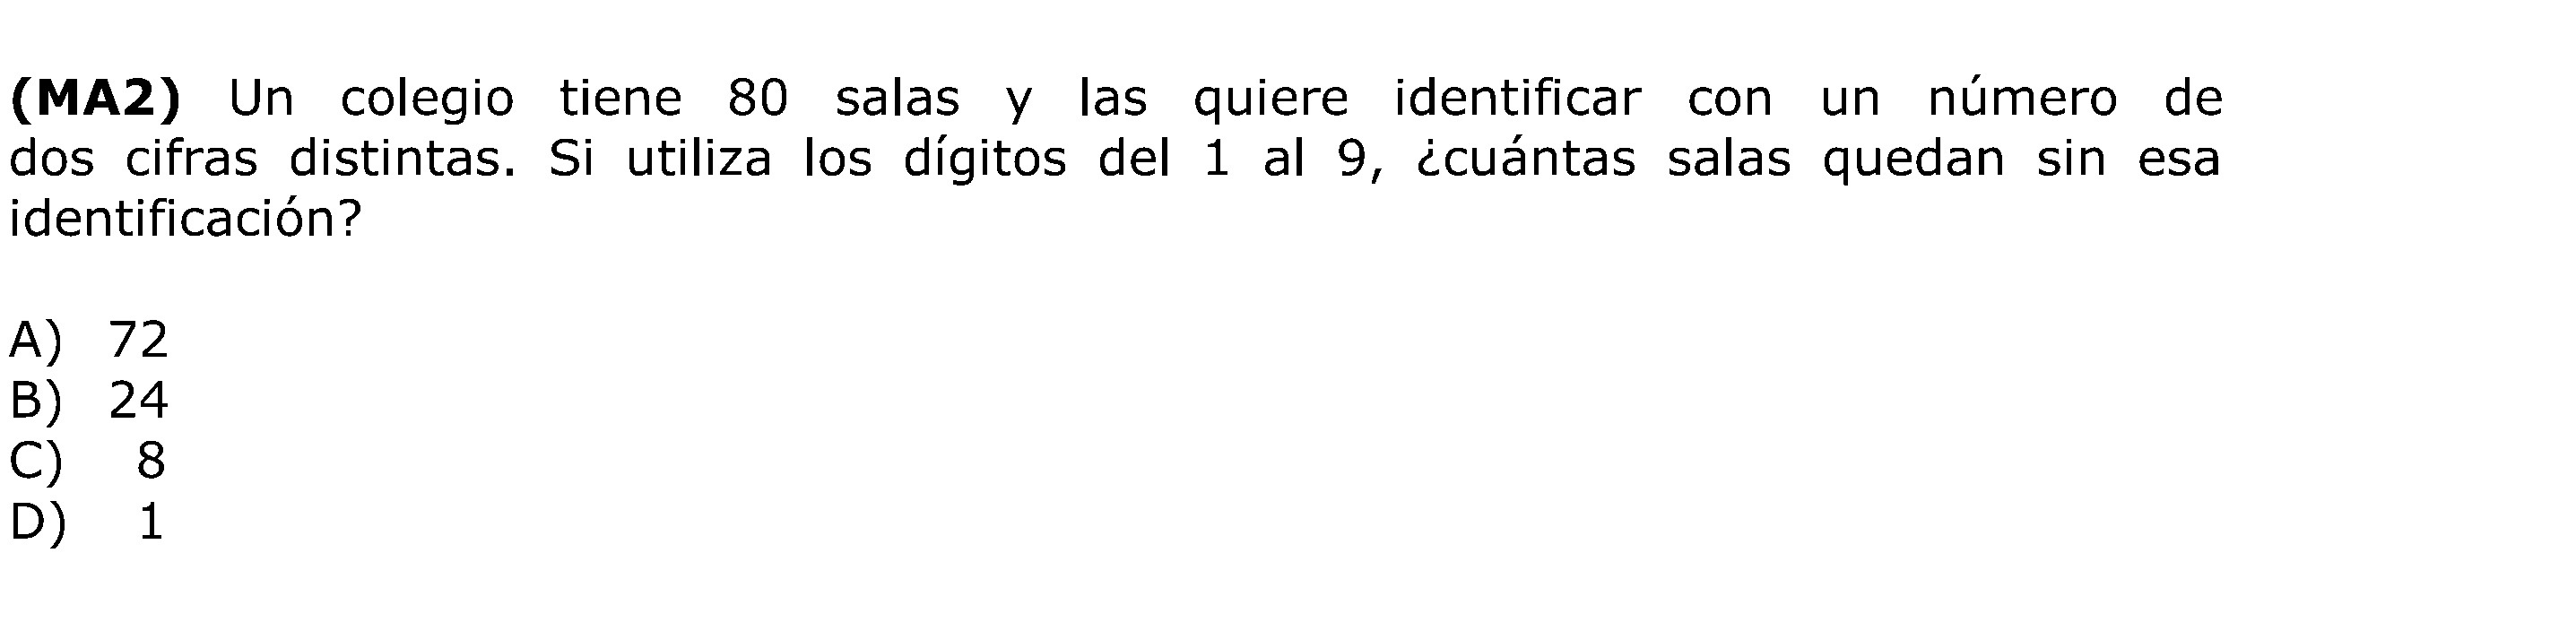 (MA2) Un colegio tiene 80 salas y las quiere identificar con un número de
dos cifras distintas. Si utiliza los dígitos del 1 al 9, ¿cuántas salas quedan sin esa
identificación?
A) 72
B) 24
C) 8
D) 1